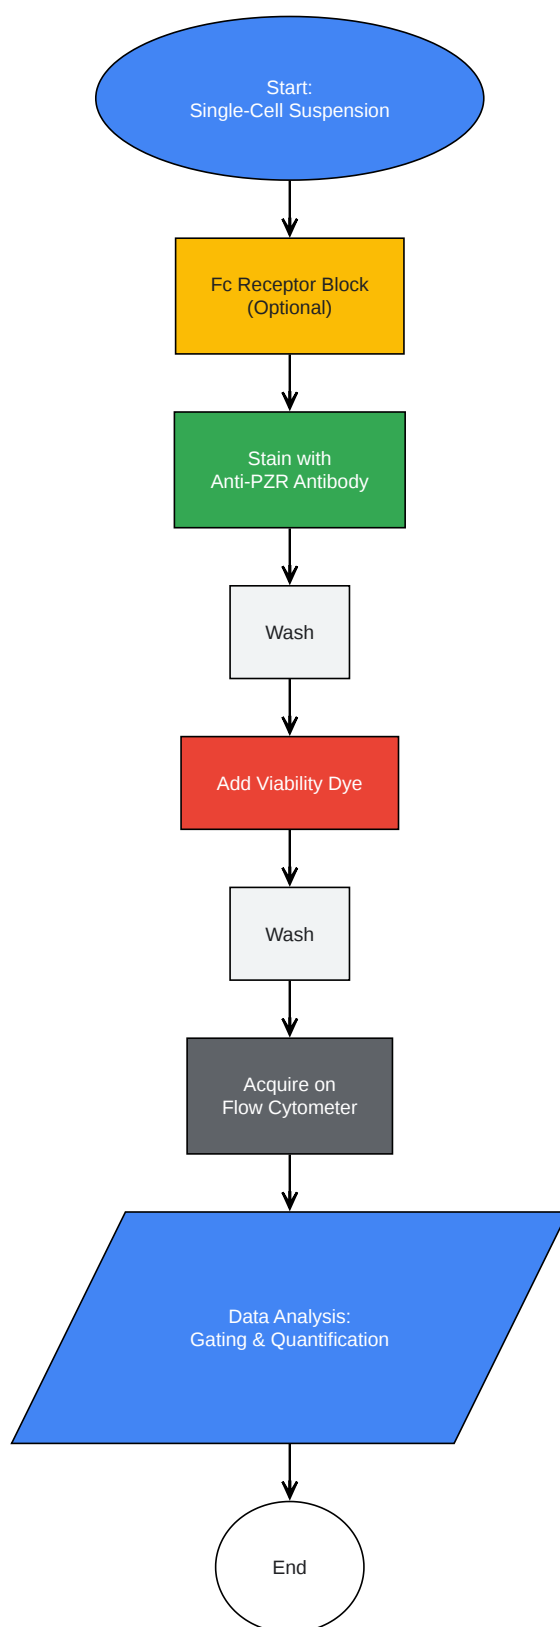 Start:
Single-Cell Suspension
Fc Receptor Block
(Optional)
Stain with
Anti-PZR Antibody
Wash
Add Viability Dye
Wash
Acquire on
Flow Cytometer
Data Analysis:
Gating & Quantification
End